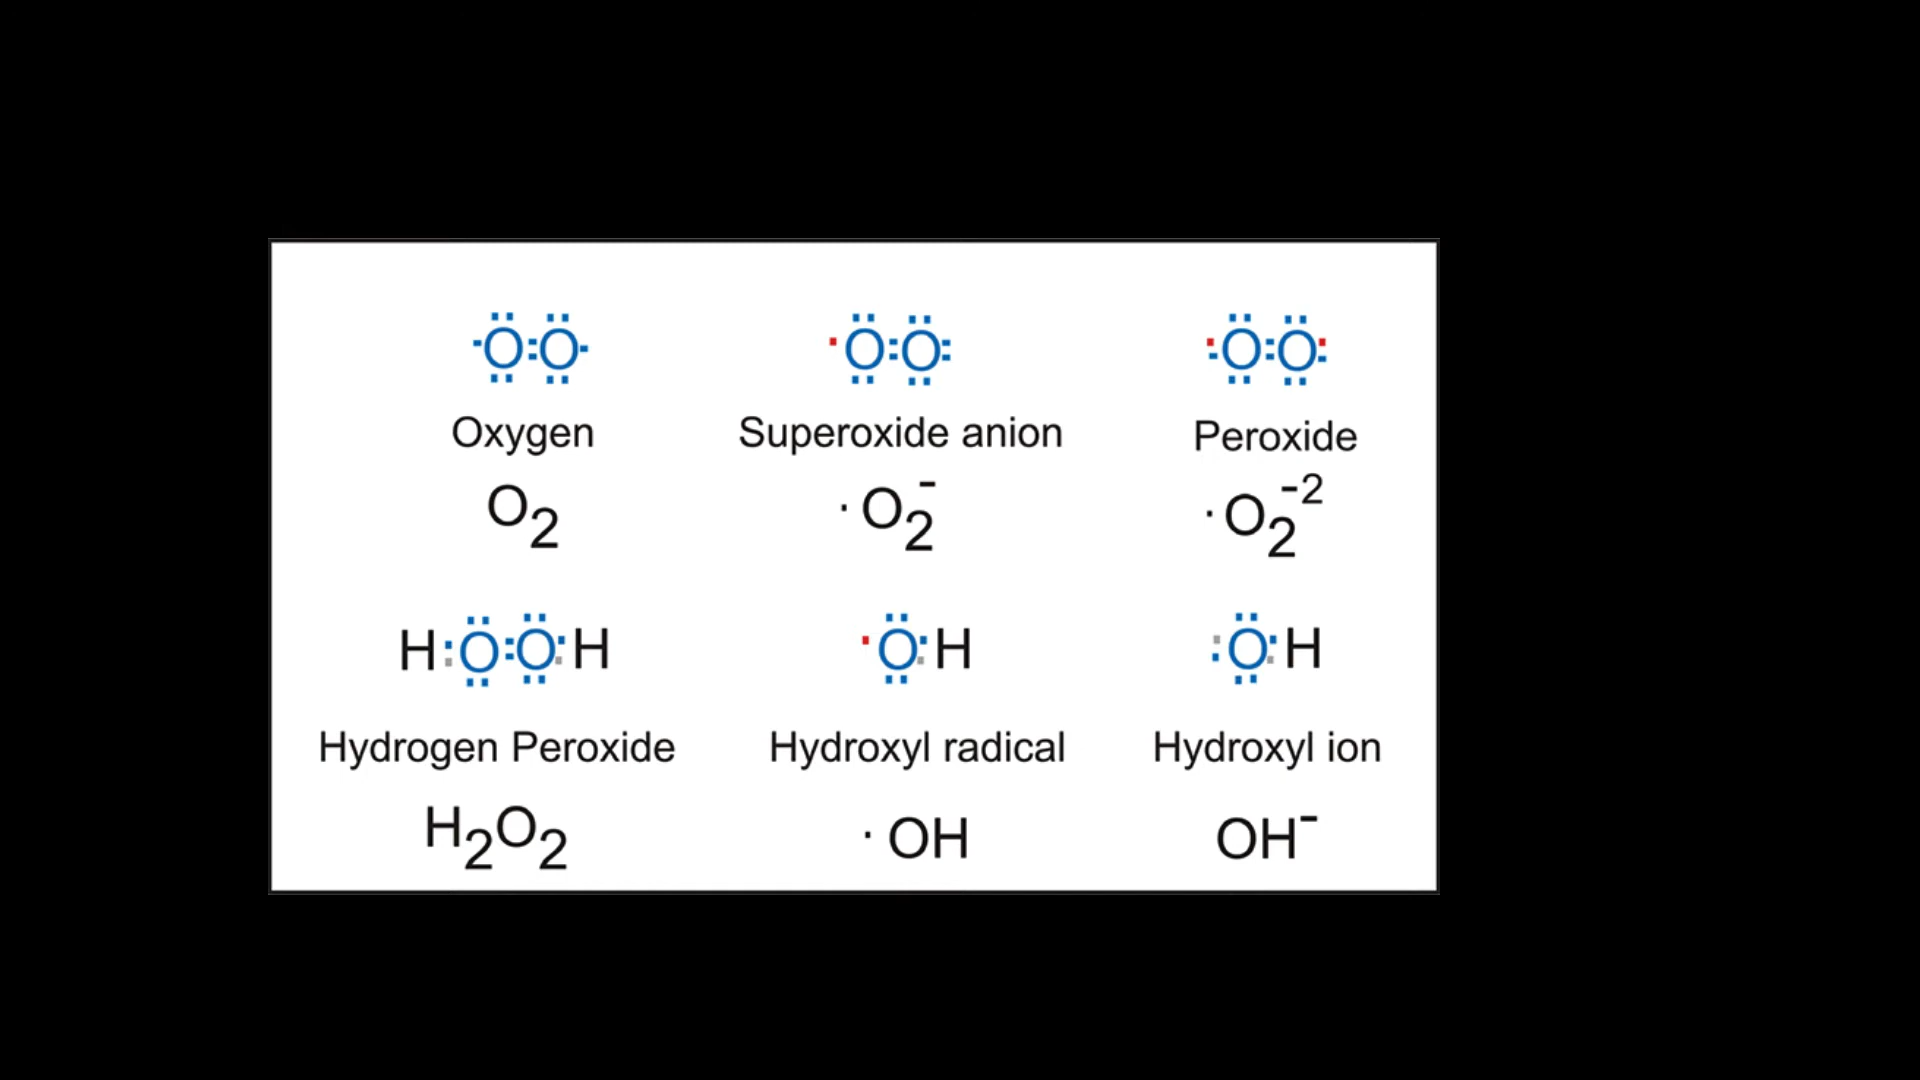 ·Ö:Ö· ·Ö:Ö: :Ö:Ö:
Oxygen Superoxide anion Peroxide
O₂ ·O₂⁻ ·O₂⁻²
H:Ö:Ö:H ·Ö:H :Ö:H
Hydrogen Peroxide Hydroxyl radical Hydroxyl ion
H₂O₂ ·OH OH⁻